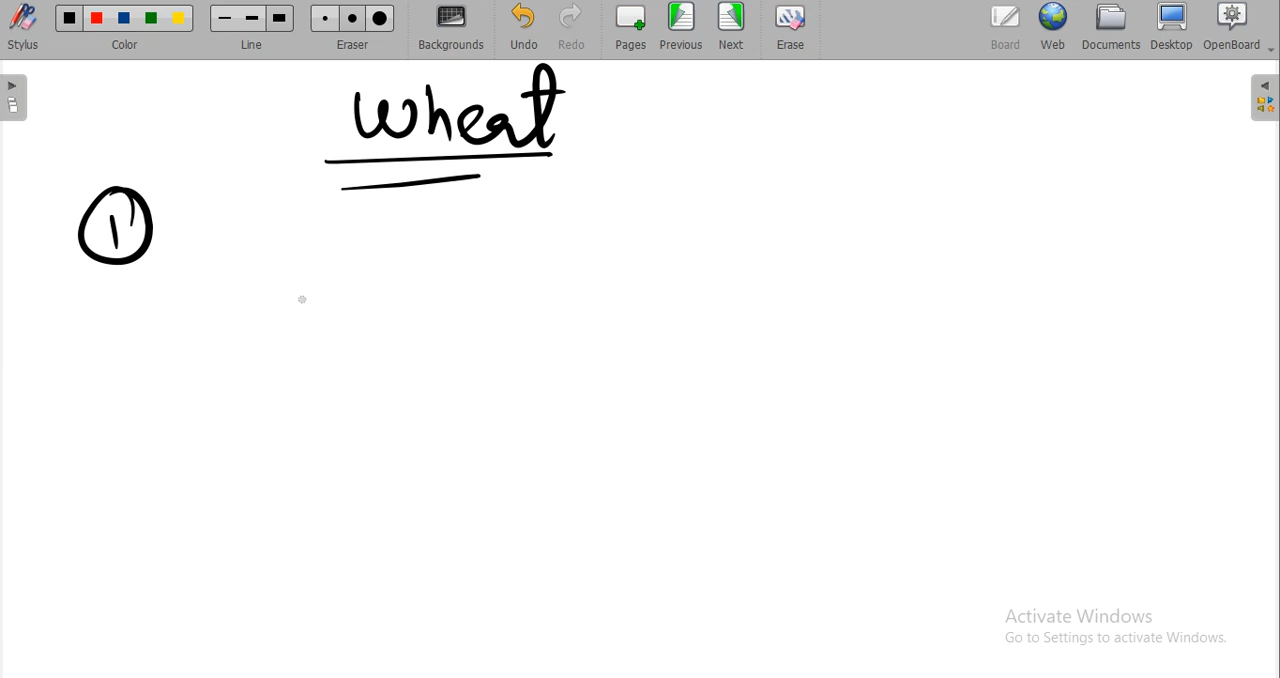 Stylus Color Line Eraser Backgrounds Undo Redo Pages Previous Next Erase Board Web Documents Desktop OpenBoard
Wheat
1
Activate Windows
Go to Settings to activate Windows.